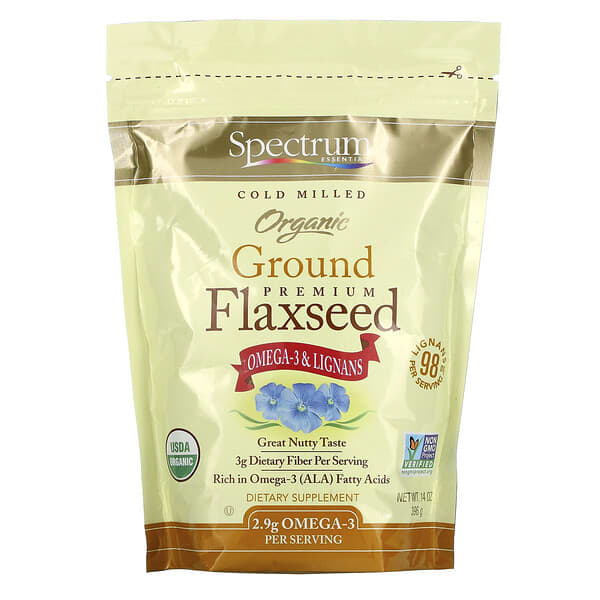 Spectrum
ESSENTIALS
COLD MILLED
Organic
Ground
PREMIUM
Flaxseed
OMEGA-3 & LIGNANS
LIGNANS
98
PER SERVING
Great Nutty Taste
3g Dietary Fiber Per Serving
Rich in Omega-3 (ALA) Fatty Acids
DIETARY SUPPLEMENT
USDA
ORGANIC
NON
GMO
Project
VERIFIED
nongmoproject.org
NET WT. 14 OZ
396 g
U
2.9g OMEGA-3
PER SERVING